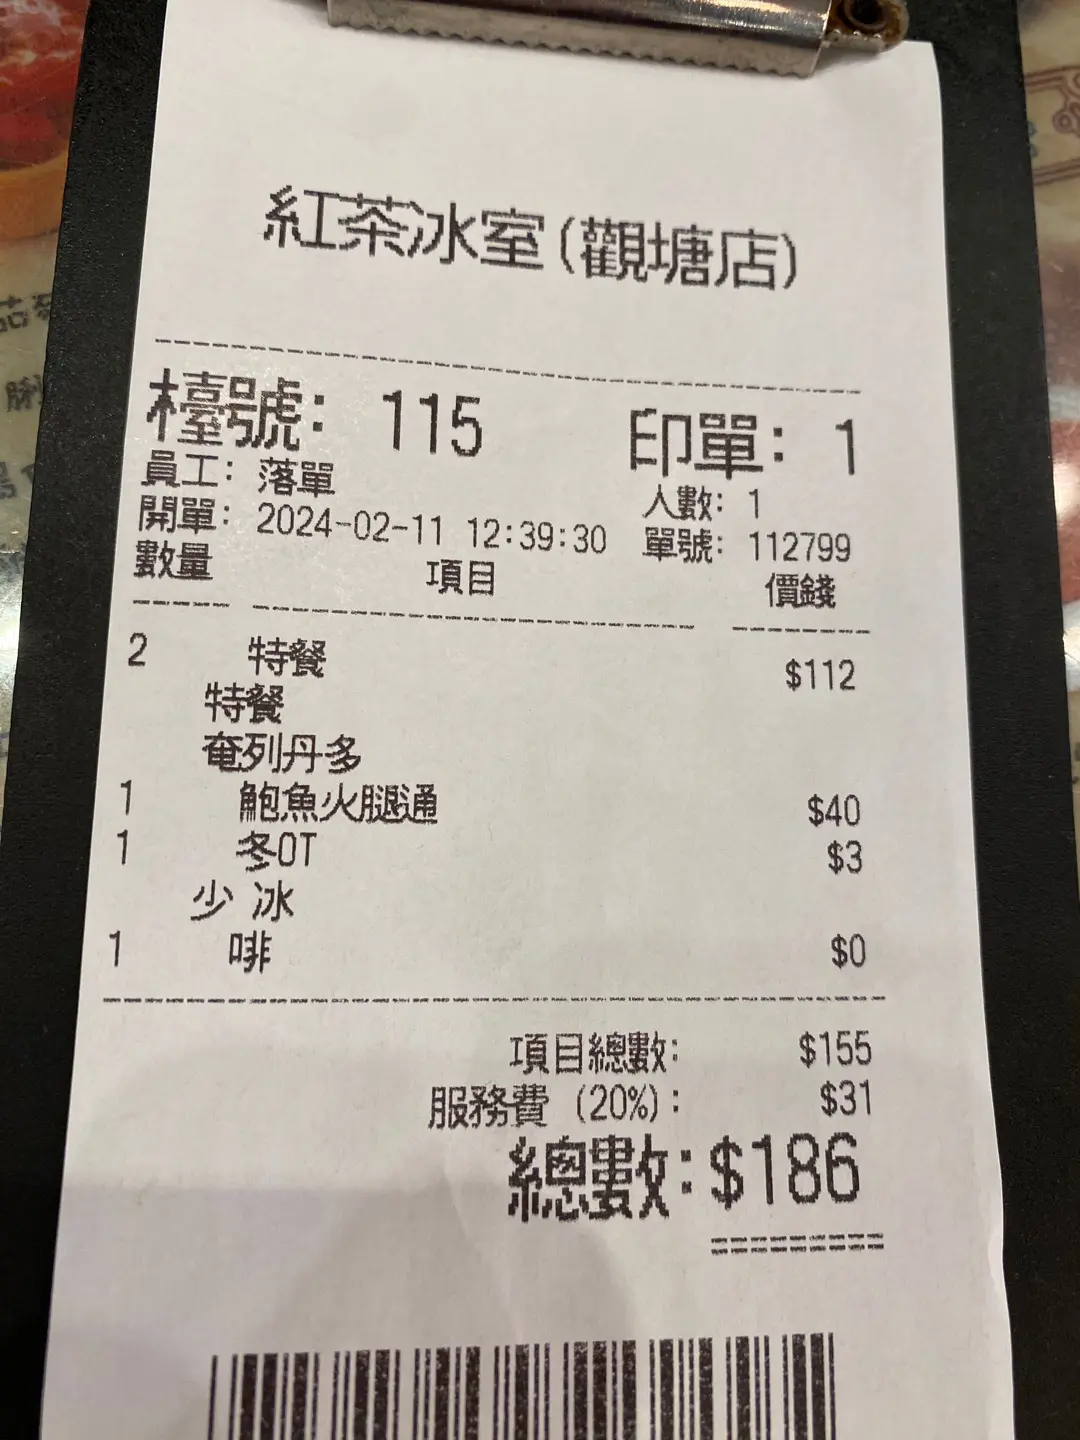 紅茶冰室(觀塘店)
檯號: 115 印單: 1
員工: 落單 人數: 1
開單: 2024-02-11 12:39:30 單號: 112799
數量 項目 價錢
2 特餐 $112
特餐
奄列丹多
1 鮑魚火腿通 $40
1 冬OT $3
少 冰
1 啡 $0
項目總數: $155
服務費 (20%): $31
總數: $186